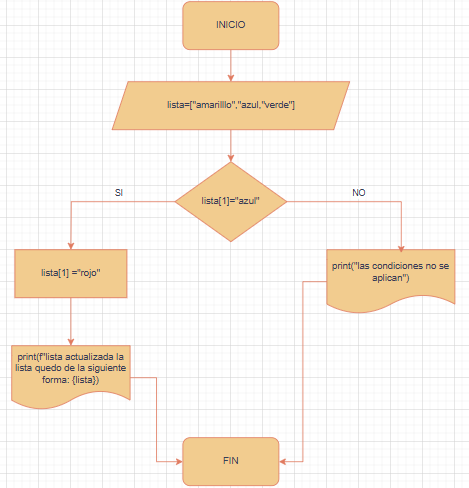 INICIO
lista=["amarilllo","azul,"verde"]
lista[1]="azul"
SI
NO
lista[1] ="rojo"
print("las condiciones no se
aplican")
print(f"lista actualizada la
lista quedo de la siguiente
forma: {lista})
FIN